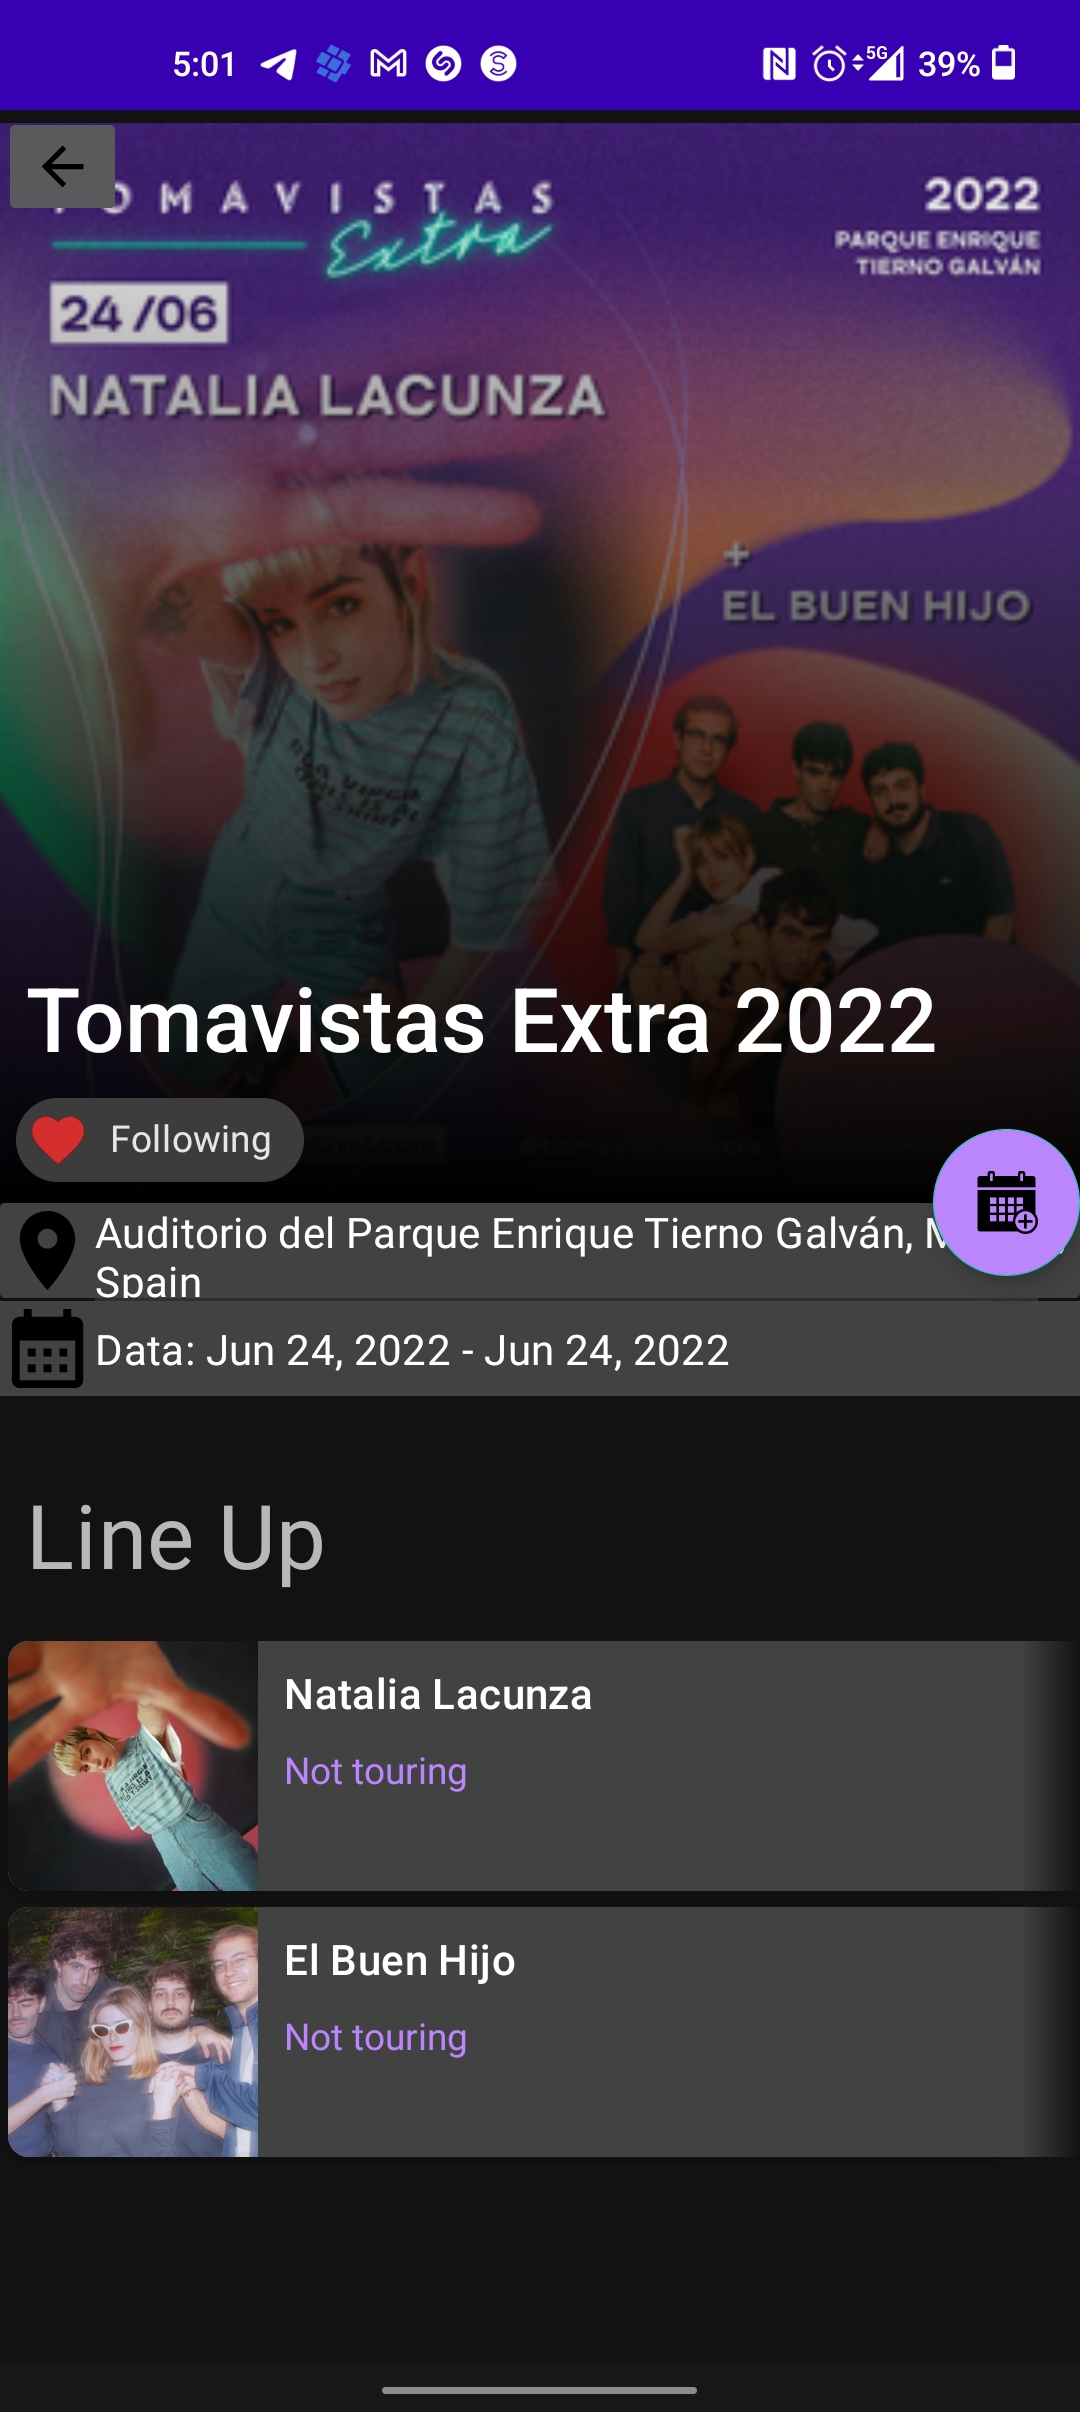 5:01
5G
39%
TOMAVISTAS
Extra
2022
PARQUE ENRIQUE
TIERNO GALVÁN
24 /06
NATALIA LACUNZA
+
EL BUEN HIJO
Tomavistas Extra 2022
Following
Auditorio del Parque Enrique Tierno Galván,
Spain
Data: Jun 24, 2022 - Jun 24, 2022
Line Up
Natalia Lacunza
Not touring
El Buen Hijo
Not touring